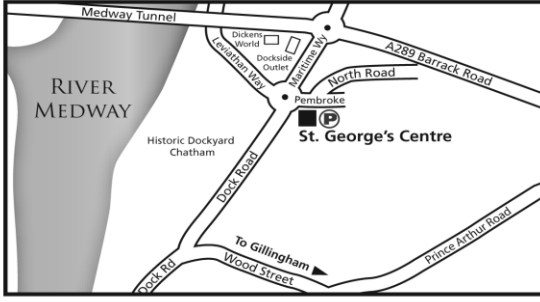 Medway Tunnel
Dickens
World
Dockside
Outlet
Leviathan Way
Maritime Wy
A289 Barrack Road
North Road
Pembroke
RIVER
MEDWAY
P
St. George's Centre
Historic Dockyard
Chatham
Dock Road
To Gillingham
Wood Street
Dock Rd
Prince Arthur Road